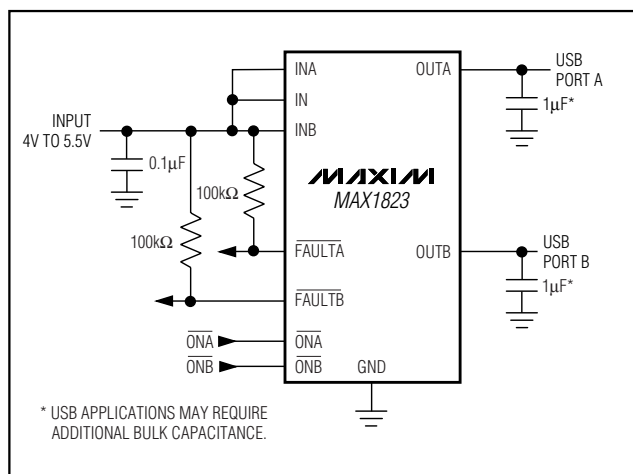 INA
OUTA
USB
PORT A
IN
1µF*
INPUT
4V TO 5.5V
INB
0.1µF
MAXIM
MAX1823
100kΩ
100kΩ
FAULTA
OUTB
USB
PORT B
FAULTB
1µF*
ONA
ONA
ONB
ONB
GND
* USB APPLICATIONS MAY REQUIRE
ADDITIONAL BULK CAPACITANCE.